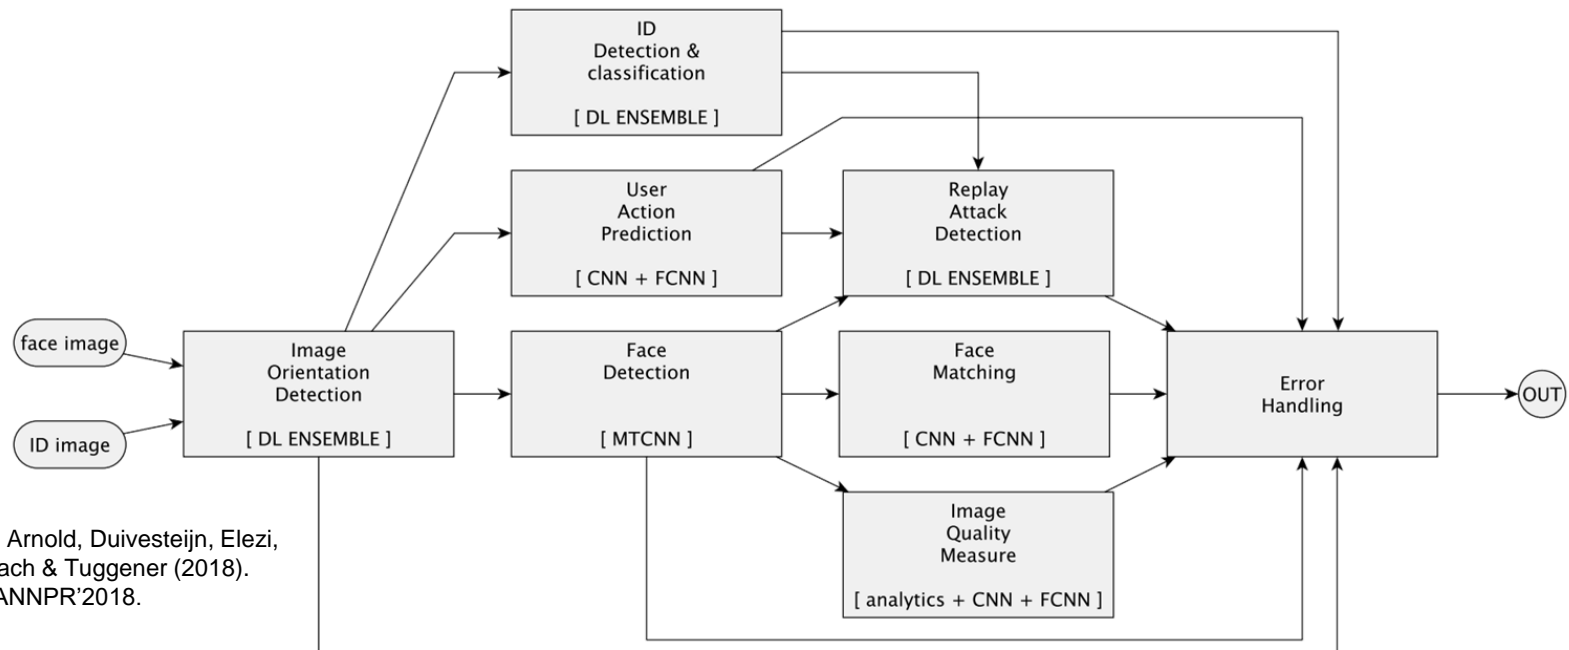 ID
Detection &
classification
[ DL ENSEMBLE ]
User
Action
Prediction
[ CNN + FCNN ]
Replay
Attack
Detection
[ DL ENSEMBLE ]
face image
ID image
Image
Orientation
Detection
[ DL ENSEMBLE ]
Face
Detection
[ MTCNN ]
Face
Matching
[ CNN + FCNN ]
Error
Handling
OUT
Image
Quality
Measure
[ analytics + CNN + FCNN ]
Arnold, Duivesteijn, Elezi,
ach & Tuggener (2018).
ANNPR’2018.